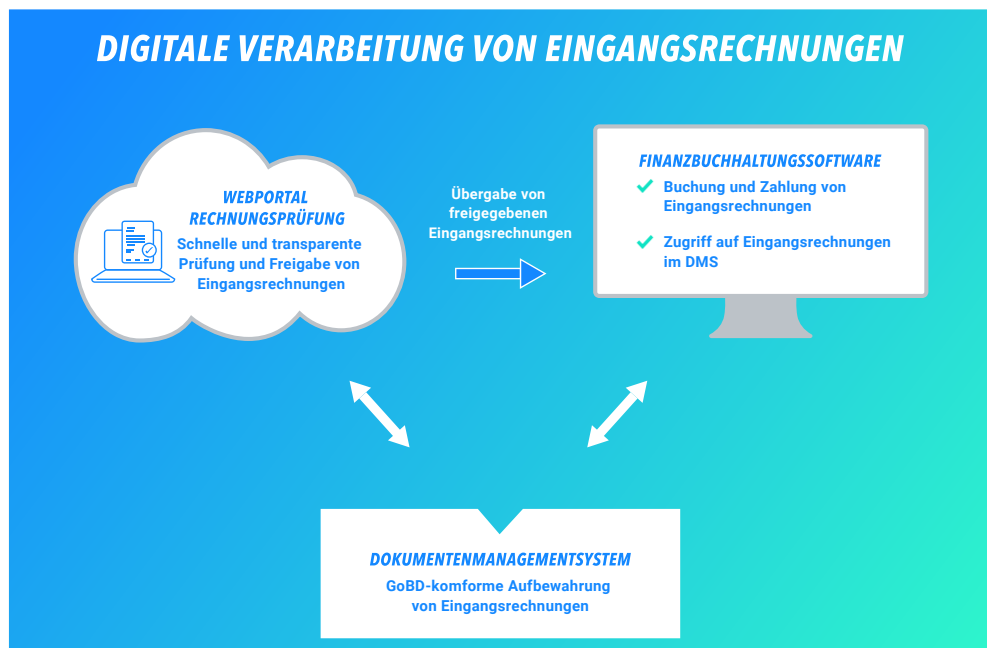 DIGITALE VERARBEITUNG VON EINGANGSRECHNUNGEN
WEBPORTAL
RECHNUNGSPRÜFUNG
Schnelle und transparente
Prüfung und Freigabe von
Eingangsrechnungen
Übergabe von
freigegebenen
Eingangsrechnungen
FINANZBUCHHALTUNGSSOFTWARE
Buchung und Zahlung von
Eingangsrechnungen
Zugriff auf Eingangsrechnungen
im DMS
DOKUMENTENMANAGEMENTSYSTEM
GoBD-komforme Aufbewahrung
von Eingangsrechnungen